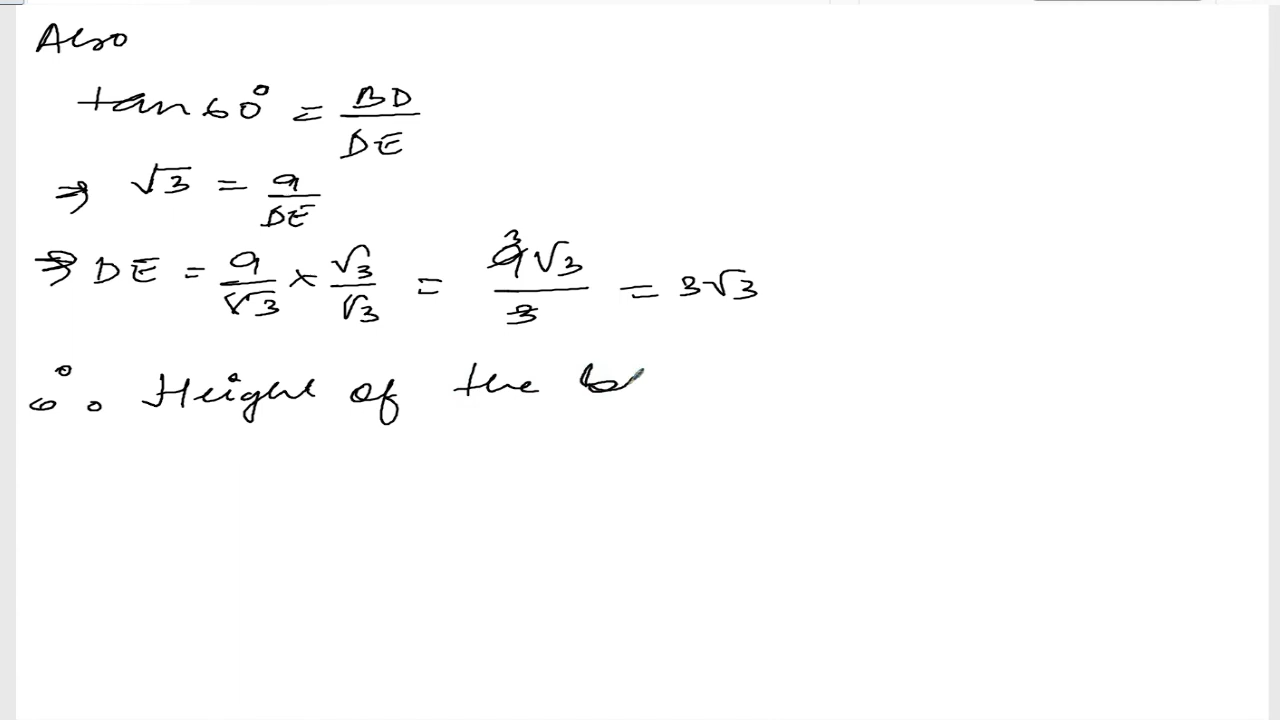 Also
tan 60° = BD/DE
⇒ √3 = 9/DE
⇒ DE = 9/√3 × √3/√3 = 9√3/3 = 3√3
∴ Height of the